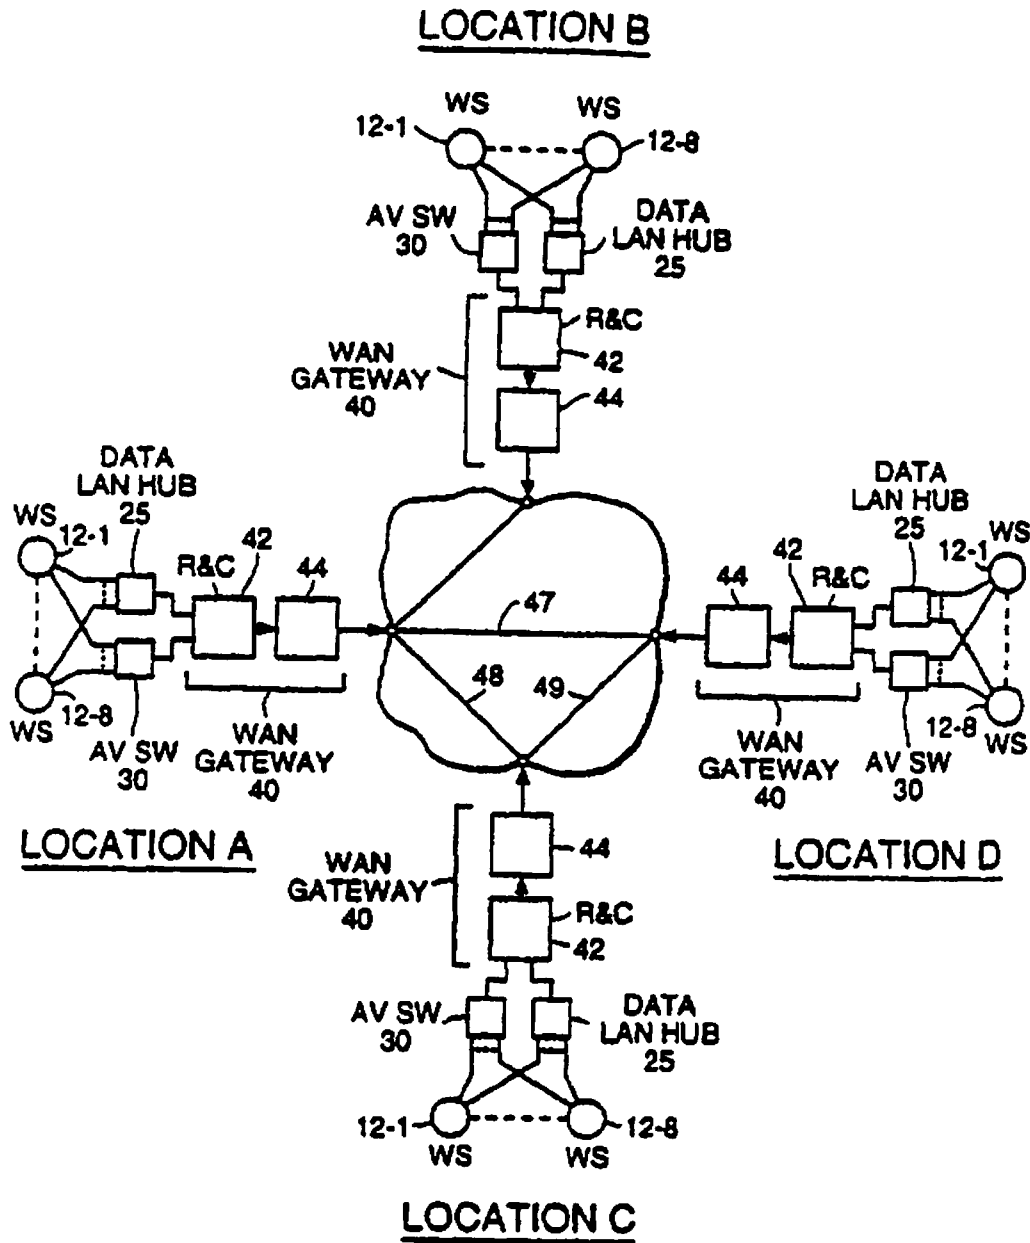 LOCATION B
WS
WS
12-1
12-8
AV SW
30
DATA
LAN HUB
25
R&C
42
WAN
GATEWAY
40
44
DATA
LAN HUB
25
WS
12-1
42
R&C
44
12-8
WS
AV SW
30
WAN
GATEWAY
40
LOCATION A
47
48
49
DATA
LAN HUB
25
WS
12-1
42
R&C
44
12-8
WS
AV SW
30
WAN
GATEWAY
40
LOCATION D
44
WAN
GATEWAY
40
R&C
42
AV SW
30
DATA
LAN HUB
25
12-1
12-8
WS
WS
LOCATION C